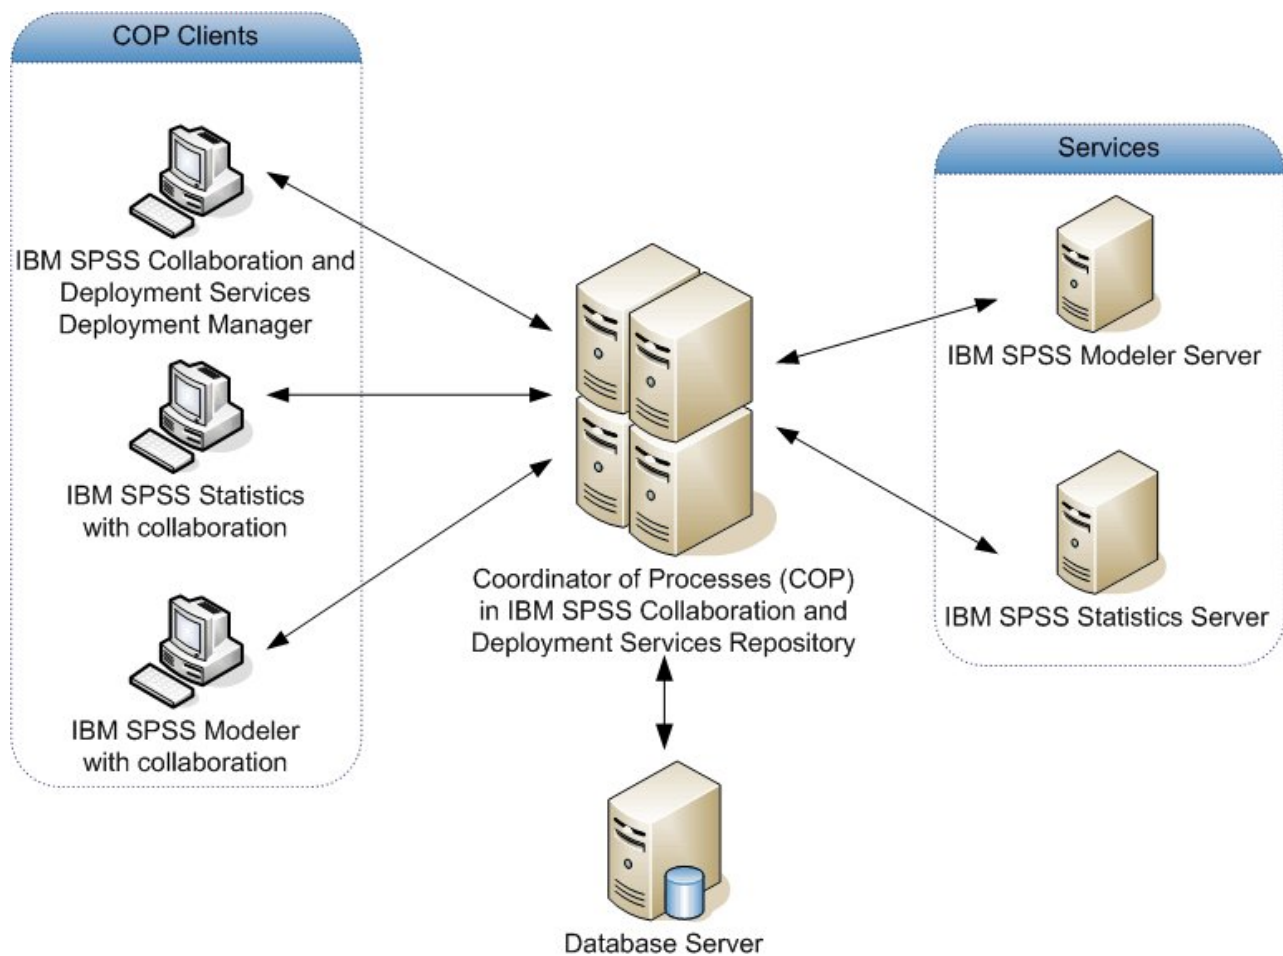 COP Clients
IBM SPSS Collaboration and
Deployment Services
Deployment Manager
IBM SPSS Statistics
with collaboration
IBM SPSS Modeler
with collaboration
Coordinator of Processes (COP)
in IBM SPSS Collaboration and
Deployment Services Repository
Database Server
Services
IBM SPSS Modeler Server
IBM SPSS Statistics Server